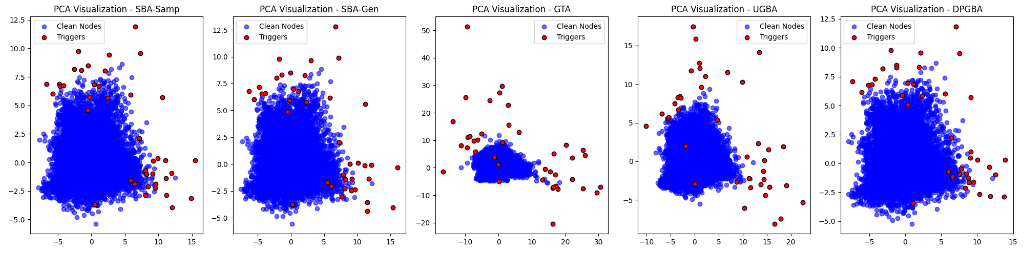 PCA Visualization - SBA-Samp
Clean Nodes
Triggers
12.5
10.0
7.5
5.0
2.5
0.0
−2.5
−5.0
−5 0 5 10 15
PCA Visualization - SBA-Gen
Clean Nodes
Triggers
12.5
10.0
7.5
5.0
2.5
0.0
−2.5
−5.0
−5 0 5 10 15
PCA Visualization - GTA
Clean Nodes
Triggers
50
40
30
20
10
0
−10
−20
−10 0 10 20 30
PCA Visualization - UGBA
Clean Nodes
Triggers
15
10
5
0
−5
−10 −5 0 5 10 15 20
PCA Visualization - DPGBA
Clean Nodes
Triggers
12.5
10.0
7.5
5.0
2.5
0.0
−2.5
−5.0
−5 0 5 10 15